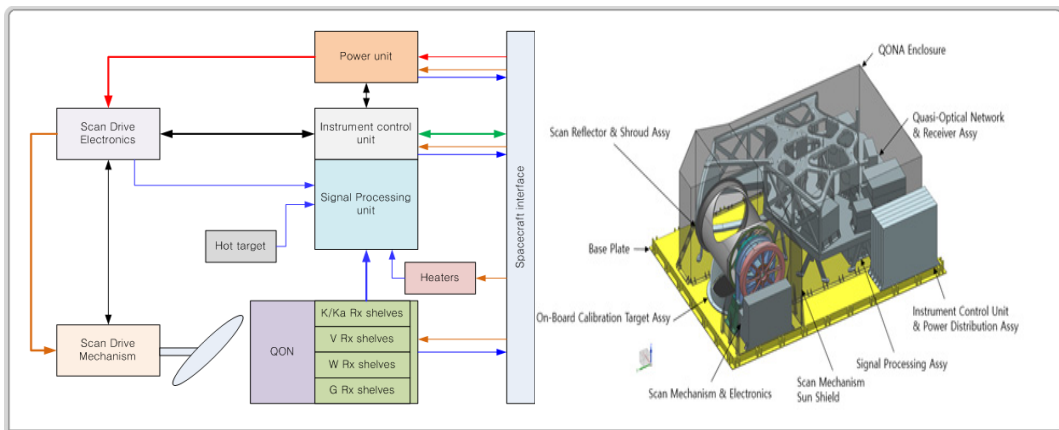 Power unit
Scan Drive
Electronics
Instrument control
unit
Signal Processing
unit
Hot target
Heaters
Spacecraft interface
QON
K/Ka Rx shelves
V Rx shelves
W Rx shelves
G Rx shelves
Scan Drive
Mechanism
QONA Enclosure
Quasi-Optical Network
& Receiver Assy
Scan Reflector & Shroud Assy
Base Plate
On-Board Calibration Target Assy
Instrument Control Unit
& Power Distribution Assy
Signal Processing Assy
Scan Mechanism
Sun Shield
Scan Mechanism & Electronics